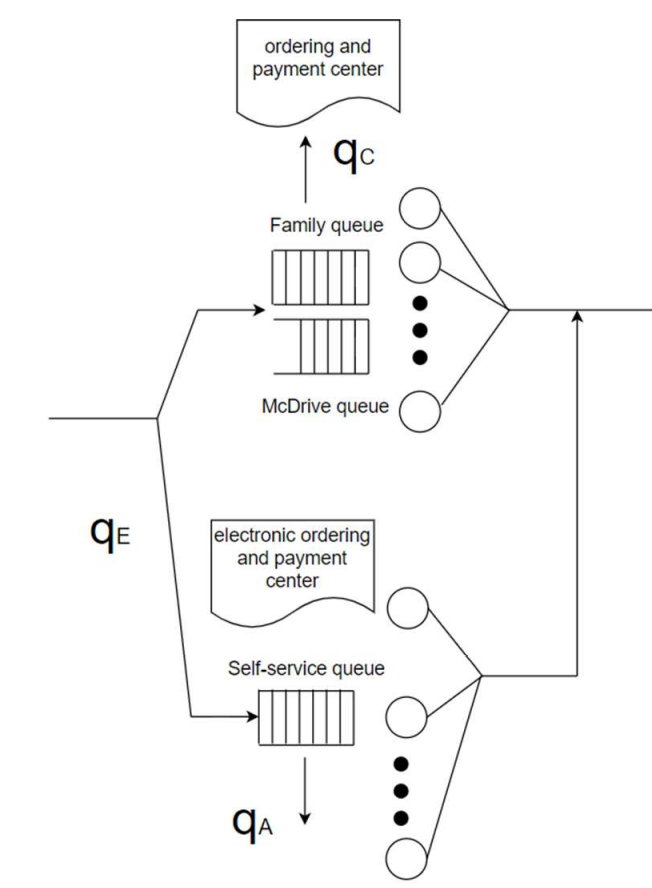 ordering and
payment center
qC
Family queue
McDrive queue
qE
electronic ordering
and payment
center
Self-service queue
qA